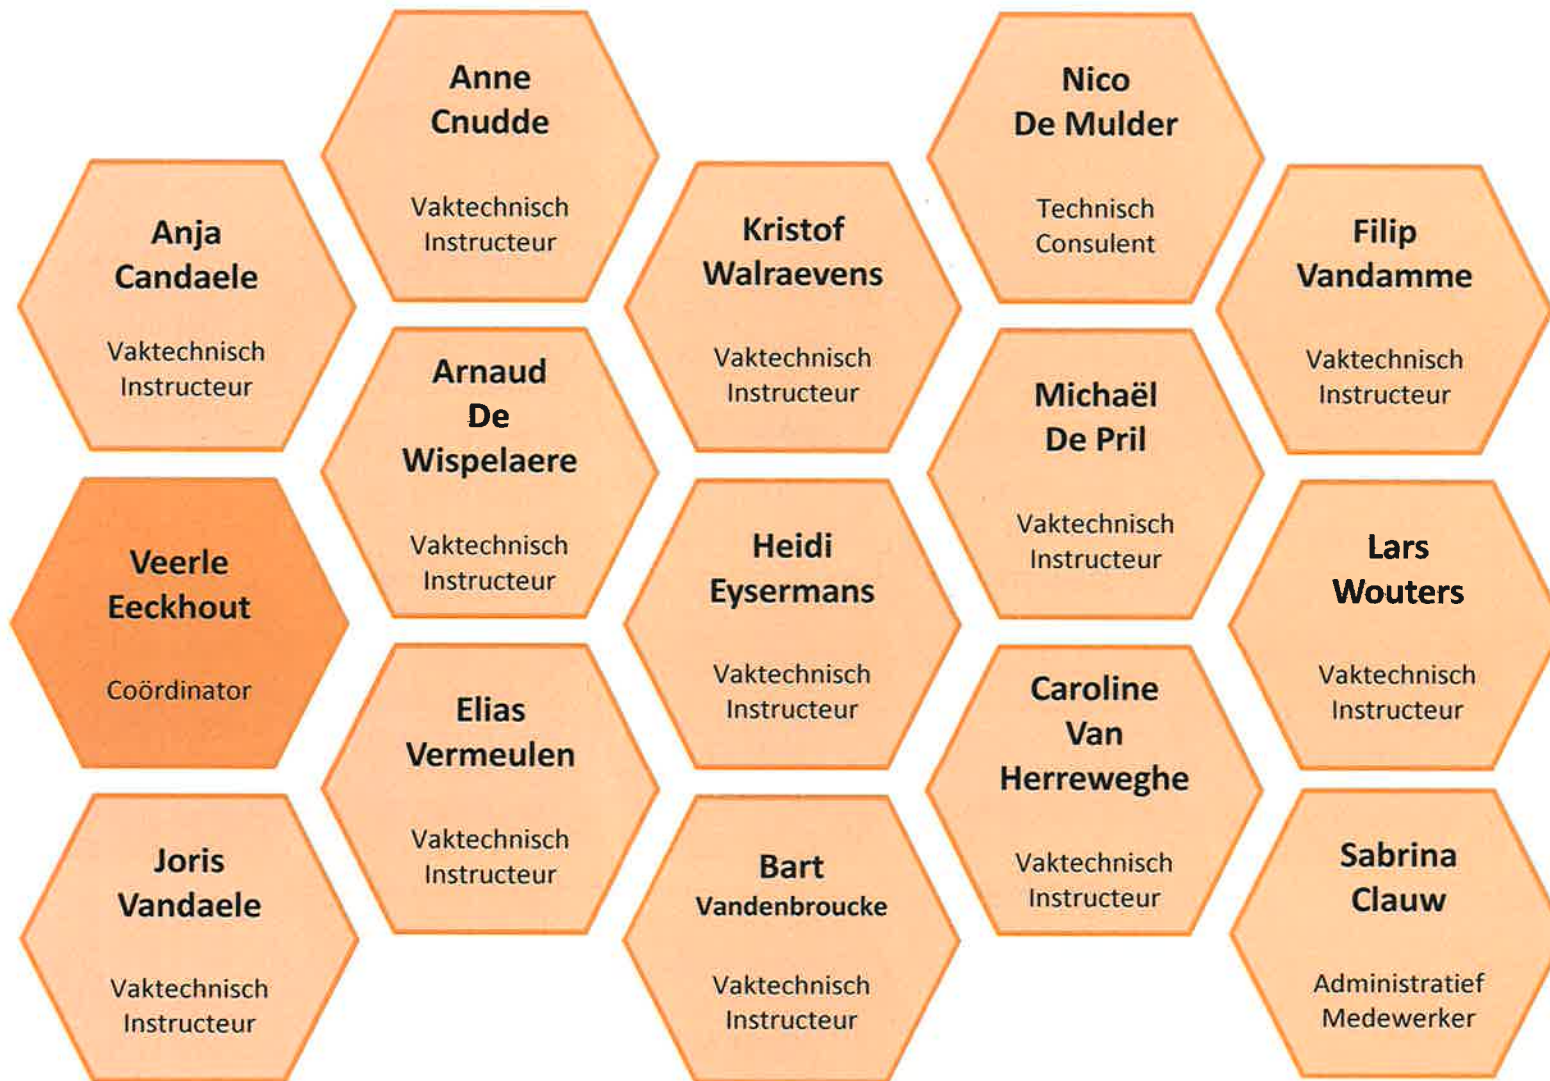 Anne
Cnudde
Vaktechnisch
Instructeur
Nico
De Mulder
Technisch
Consulent
Anja
Candaele
Vaktechnisch
Instructeur
Kristof
Walraevens
Vaktechnisch
Instructeur
Filip
Vandamme
Vaktechnisch
Instructeur
Arnaud
De
Wispelaere
Vaktechnisch
Instructeur
Michaël
De Pril
Vaktechnisch
Instructeur
Veerle
Eeckhout
Coördinator
Heidi
Eysermans
Vaktechnisch
Instructeur
Lars
Wouters
Vaktechnisch
Instructeur
Elias
Vermeulen
Vaktechnisch
Instructeur
Caroline
Van
Herreweghe
Vaktechnisch
Instructeur
Joris
Vandaele
Vaktechnisch
Instructeur
Bart
Vandenbroucke
Vaktechnisch
Instructeur
Sabrina
Clauw
Administratief
Medewerker